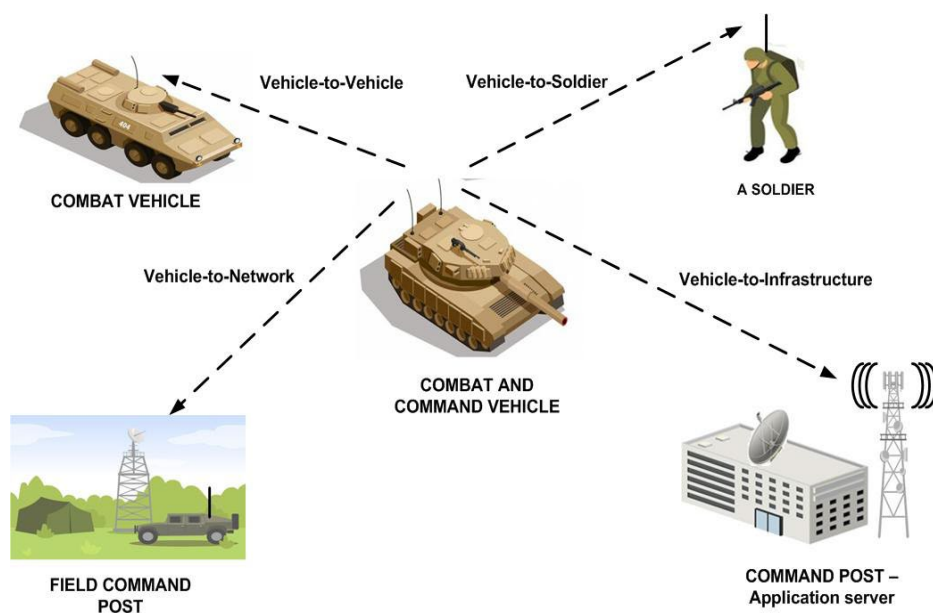 Vehicle-to-Vehicle
Vehicle-to-Soldier
404
COMBAT VEHICLE
A SOLDIER
Vehicle-to-Network
Vehicle-to-Infrastructure
COMBAT AND
COMMAND VEHICLE
FIELD COMMAND
POST
COMMAND POST –
Application server